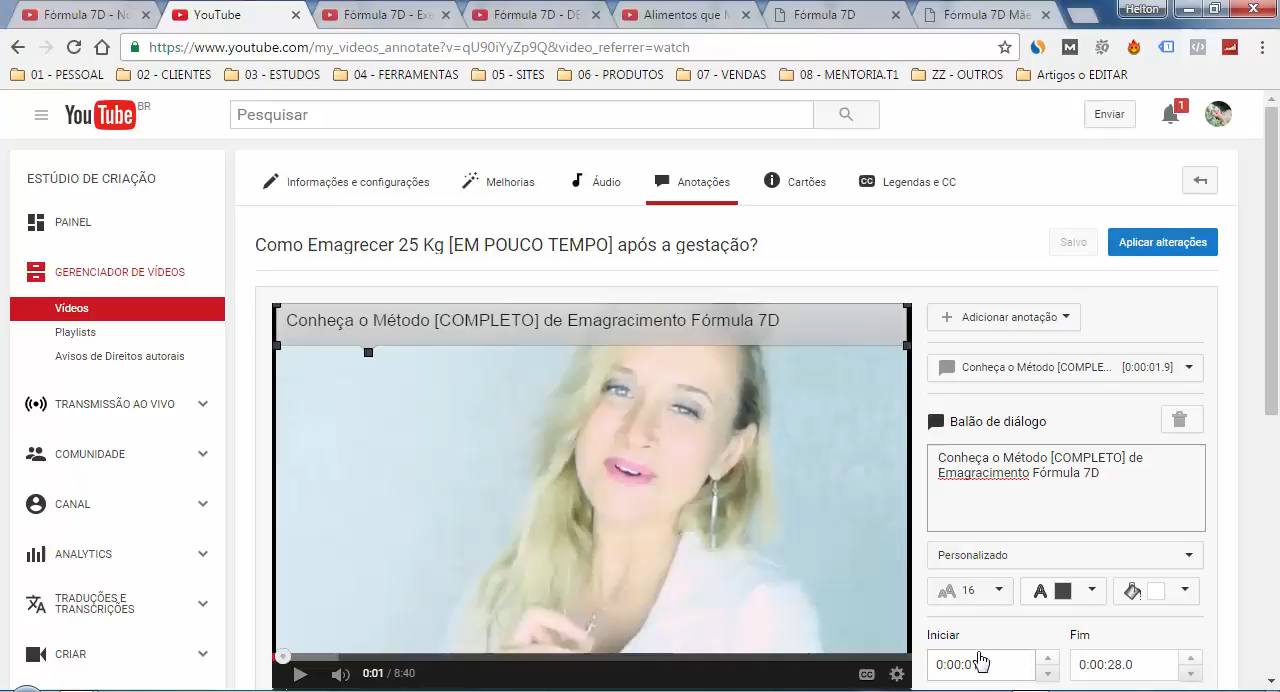 Fórmula 7D - No
YouTube
Fórmula 7D - Exe
Fórmula 7D - DE
Alimentos que M
Fórmula 7D
Fórmula 7D Mãe
Helton
https://www.youtube.com/my_videos_annotate?v=qU90iYyZP9Q&video_referrer=watch
01 - PESSOAL
02 - CLIENTES
03 - ESTUDOS
04 - FERRAMENTAS
05 - SITES
06 - PRODUTOS
07 - VENDAS
08 - MENTORIA.T1
ZZ - OUTROS
Artigos o EDITAR
YouTube BR
Pesquisar
Enviar
1
ESTÚDIO DE CRIAÇÃO
PAINEL
GERENCIADOR DE VÍDEOS
Vídeos
Playlists
Avisos de Direitos autorais
TRANSMISSÃO AO VIVO
COMUNIDADE
CANAL
ANALYTICS
TRADUÇÕES E
TRANSCRIÇÕES
CRIAR
Informações e configurações
Melhorias
Áudio
Anotações
Cartões
CC Legendas e CC
Como Emagrecer 25 Kg [EM POUCO TEMPO] após a gestação?
Salvo
Aplicar alterações
Conheça o Método [COMPLETO] de Emagracimento Fórmula 7D
0:01 / 8:40
CC
Adicionar anotação
Conheça o Método [COMPLE... [0:00:01.9]
Balão de diálogo
Conheça o Método [COMPLETO] de
Emagracimento Fórmula 7D
Personalizado
16
Iniciar
Fim
0:00:28.0